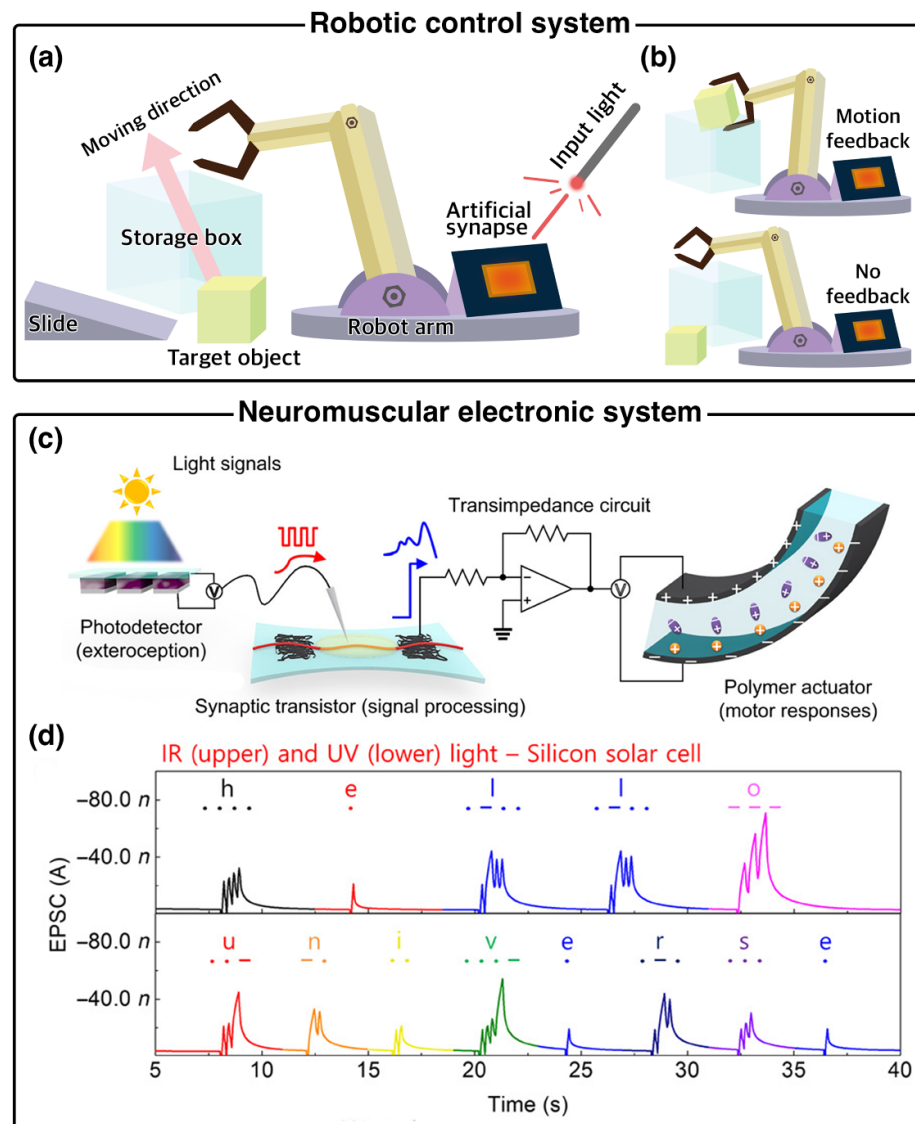 Robotic control system
(a)
Moving direction
Storage box
Slide
Target object
Robot arm
Artificial
synapse
Input light
(b)
Motion
feedback
No
feedback
Neuromuscular electronic system
(c)
Light signals
Photodetector
(exteroception)
V
Synaptic transistor (signal processing)
Transimpedance circuit
V
Polymer actuator
(motor responses)
(d)
IR (upper) and UV (lower) light – Silicon solar cell
EPSC (A)
−80.0 n
−40.0 n
h e l l o
−80.0 n
−40.0 n
u n i v e r s e
5 10 15 20 25 30 35 40
Time (s)